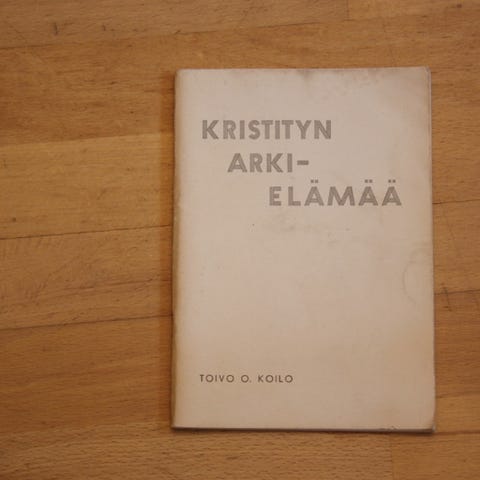 KRISTITYN
ARKI-
ELÄMÄÄ
TOIVO O. KOILO